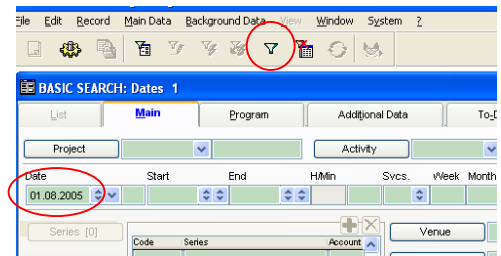 File Edit Record Main Data Background Data View Window System ?
BASIC SEARCH: Dates 1
List Main Program Additional Data
Project Activity
Date Start End H/Min Svcs. Week Month
01.08.2005
Series [0] Venue
Code Series Account